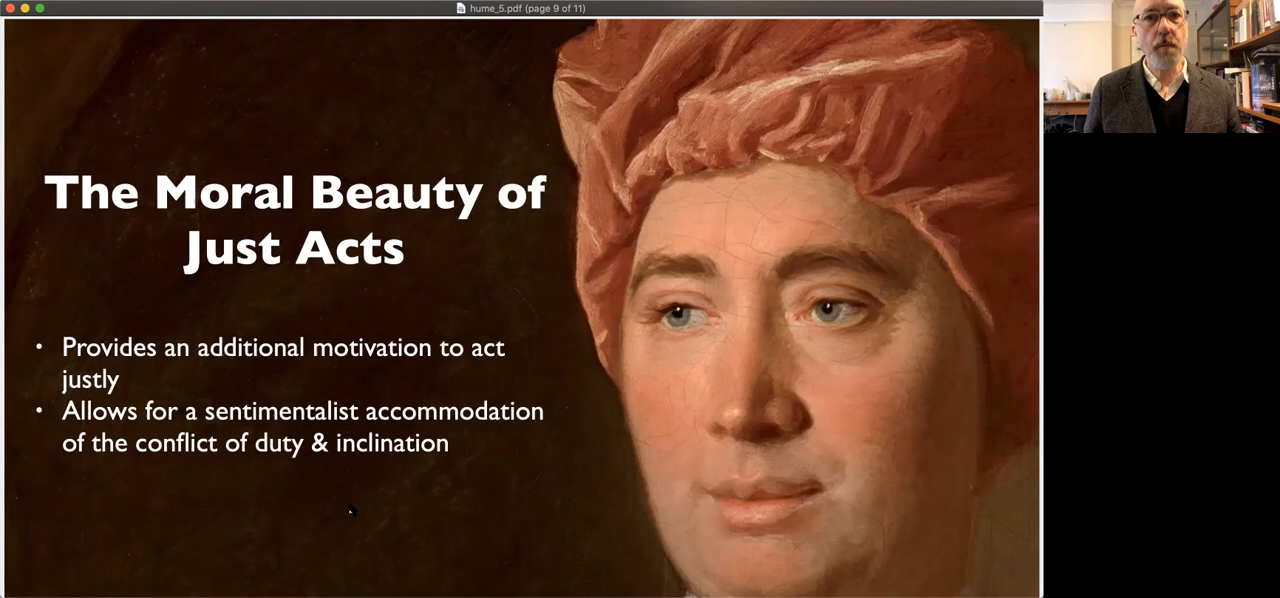 hume_5.pdf (page 9 of 11)
The Moral Beauty of
Just Acts
• Provides an additional motivation to act
justly
• Allows for a sentimentalist accommodation
of the conflict of duty & inclination